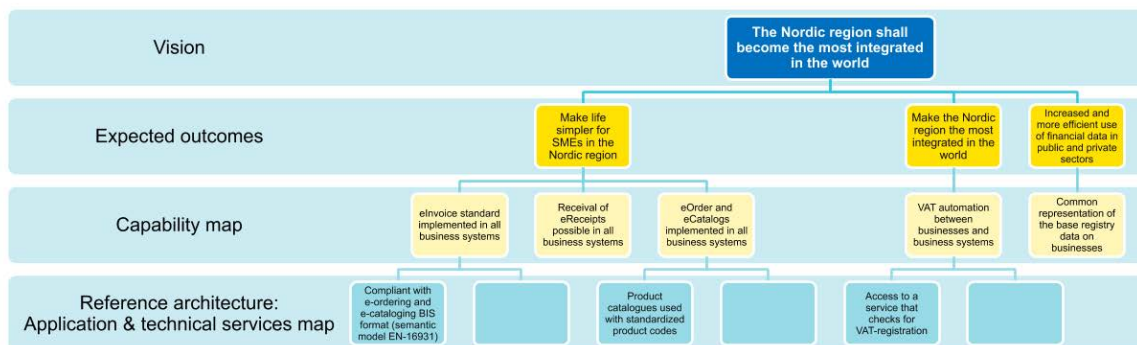 Vision
The Nordic region shall
become the most integrated
in the world
Expected outcomes
Make life
simpler for
SMEs in the
Nordic region
Make the Nordic
region the most
integrated in the
world
Increased and
more efficient use
of financial data in
public and private
sectors
Capability map
eInvoice standard
implemented in all
business systems
Receival of
eReceipts
possible in all
business systems
eOrder and
eCatalogs
implemented in all
business systems
VAT automation
between
businesses and
business systems
Common
representation of
the base registry
data on
businesses
Reference architecture:
Application & technical services map
Compliant with
e-ordering and
e-cataloging BIS
format (semantic
model EN-16931)
Product
catalogues used
with standardized
product codes
Access to a
service that
checks for
VAT-registration